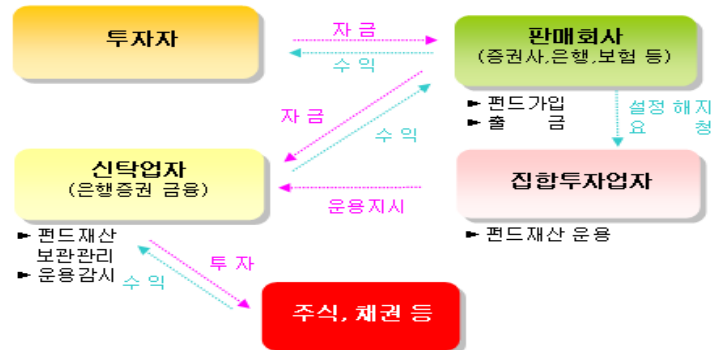 투자자
자 금
수 익
판매회사
(증권사,은행,보험 등)
► 펀드가입
► 출 금
설정 해지
요 청
자 금
수 익
신탁업자
(은행증권 금융)
► 펀드재산
보관관리
► 운용감시
운용지시
집합투자업자
► 펀드재산 운용
투 자
수 익
주식, 채권 등